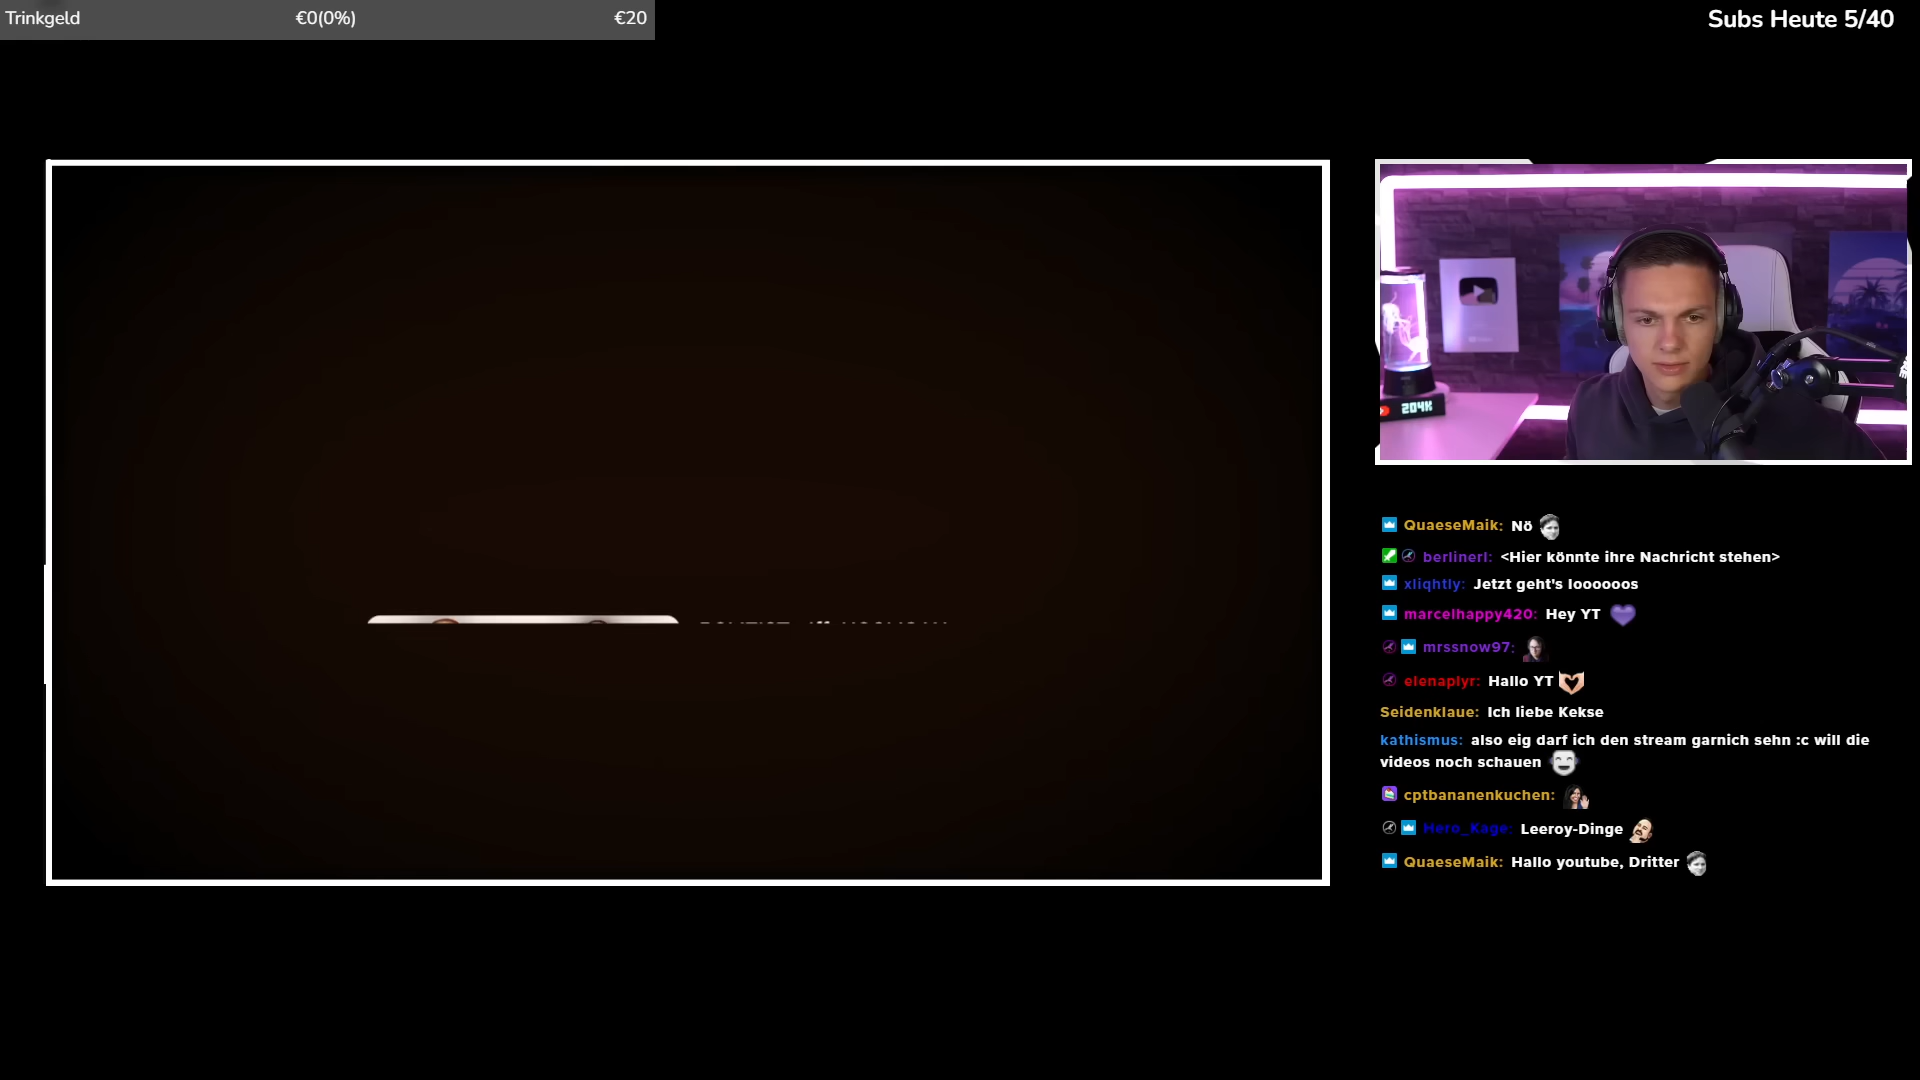 Trinkgeld €0(0%) €20
Subs Heute 5/40
204K
QuaeseMaik: Nö
berlinerl: <Hier könnte ihre Nachricht stehen>
xliqhtly: Jetzt geht's loooooos
marcelhappy420: Hey YT
mrssnow97:
elenaplyr: Hallo YT
Seidenklaue: Ich liebe Kekse
kathismus: also eig darf ich den stream garnich sehn :c will die
videos noch schauen
cptbananenkuchen:
Hero_Kage: Leeroy-Dinge
QuaeseMaik: Hallo youtube, Dritter